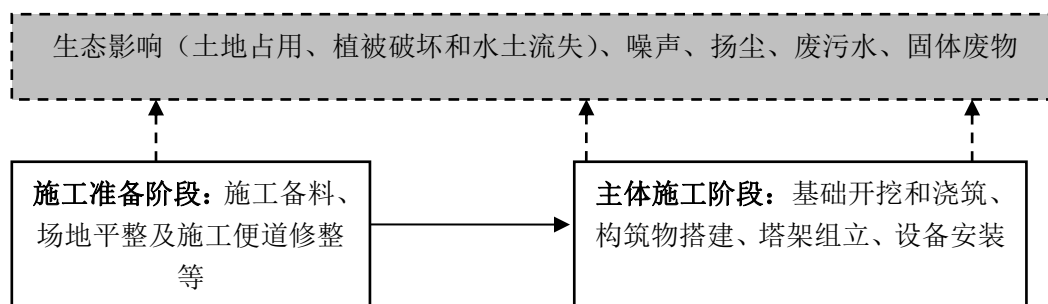 生态影响（土地占用、植被破坏和水土流失）、噪声、扬尘、废污水、固体废物
施工准备阶段：施工备料、
场地平整及施工便道修整
等
主体施工阶段：基础开挖和浇筑、
构筑物搭建、塔架组立、设备安装